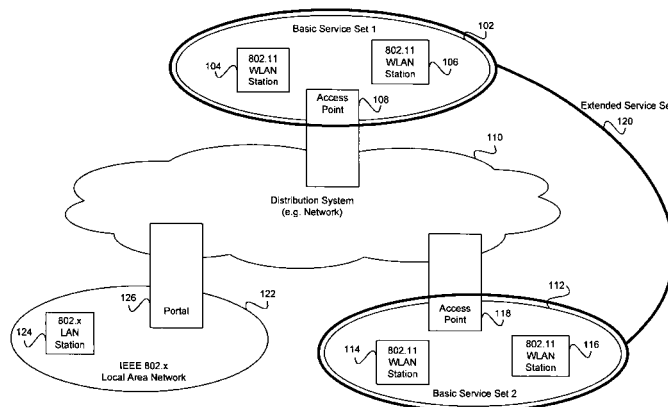 Basic Service Set 1
102
802.11
WLAN
Station
104
802.11
WLAN
Station
106
Access
Point
108
Extended Service Se
120
110
Distribution System
(e.g. Network)
126
Portal
122
124
802.x
LAN
Station
IEEE 802.x
Local Area Network
112
Access
Point
118
114
802.11
WLAN
Station
802.11
WLAN
Station
116
Basic Service Set 2